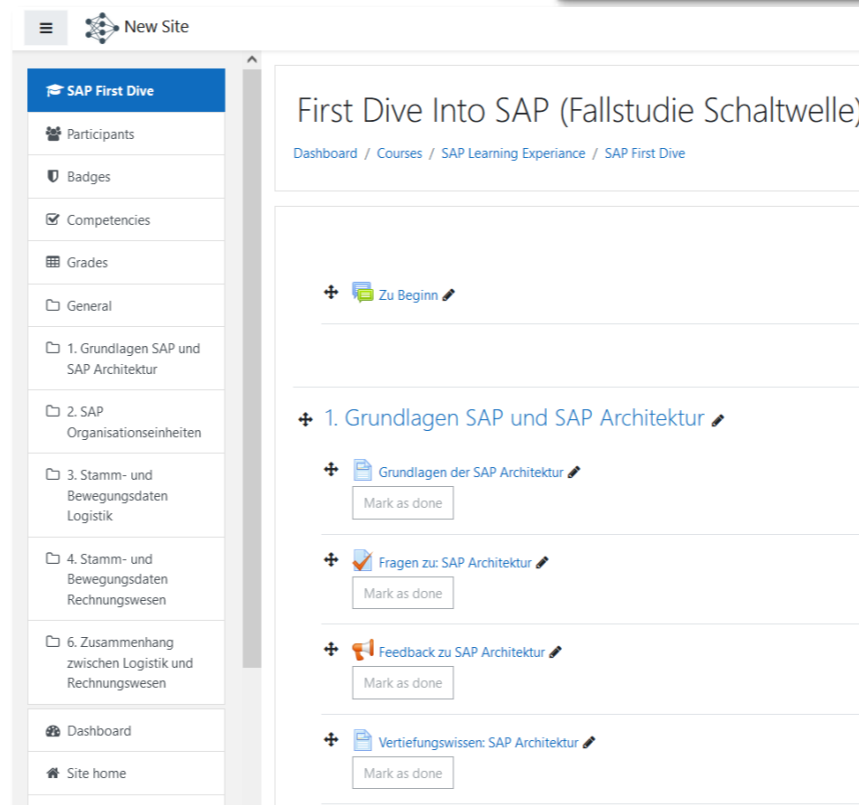 New Site
SAP First Dive
Participants
Badges
Competencies
Grades
General
1. Grundlagen SAP und
SAP Architektur
2. SAP
Organisationseinheiten
3. Stamm- und
Bewegungsdaten
Logistik
4. Stamm- und
Bewegungsdaten
Rechnungswesen
6. Zusammenhang
zwischen Logistik und
Rechnungswesen
Dashboard
Site home
First Dive Into SAP (Fallstudie Schaltwelle)
Dashboard / Courses / SAP Learning Experiance / SAP First Dive
Zu Beginn
1. Grundlagen SAP und SAP Architektur
Grundlagen der SAP Architektur
Mark as done
Fragen zu: SAP Architektur
Mark as done
Feedback zu SAP Architektur
Mark as done
Vertiefungswissen: SAP Architektur
Mark as done